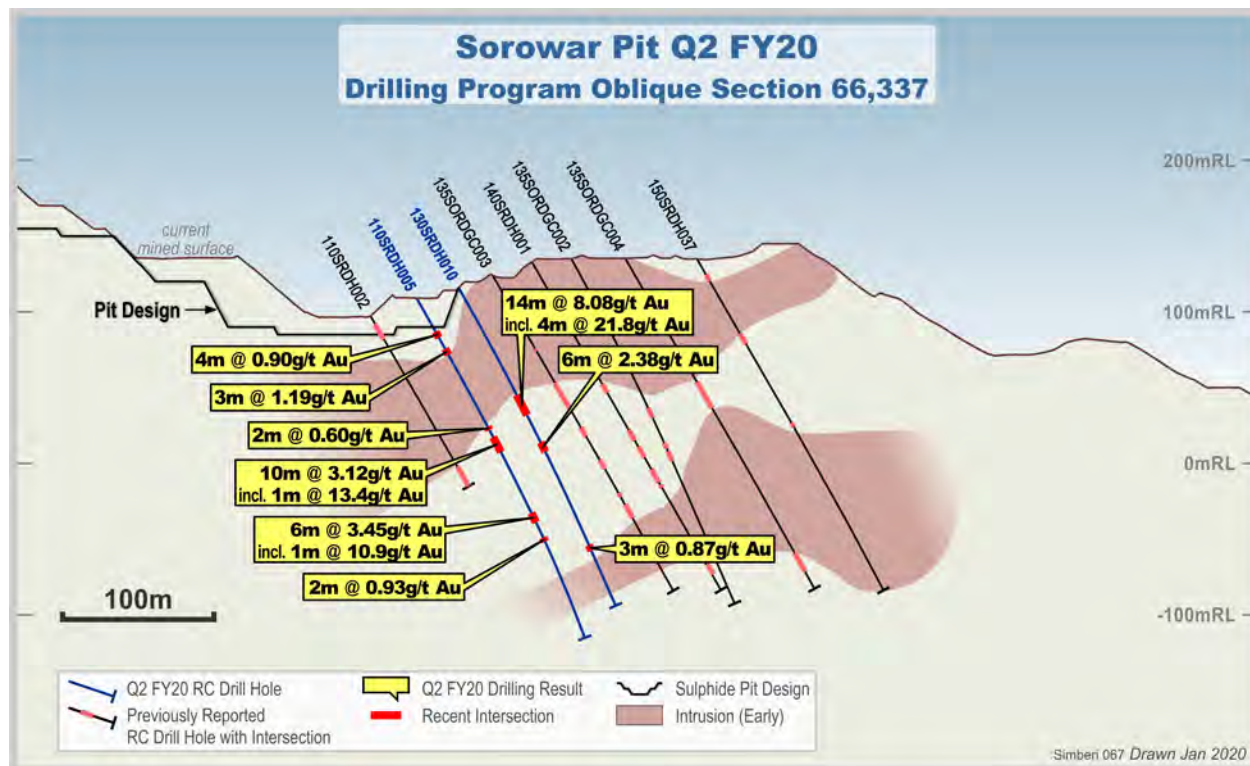 Sorowar Pit Q2 FY20
Drilling Program Oblique Section 66,337
200mRL
100mRL
0mRL
-100mRL
current
mined surface
Pit Design
110SRDH002
110SRDH005
130SRDH010
135SORDGC003
140SRDH001
135SORDGC002
135SORDGC004
150SRDH037
14m @ 8.08g/t Au
incl. 4m @ 21.8g/t Au
6m @ 2.38g/t Au
4m @ 0.90g/t Au
3m @ 1.19g/t Au
2m @ 0.60g/t Au
10m @ 3.12g/t Au
incl. 1m @ 13.4g/t Au
6m @ 3.45g/t Au
incl. 1m @ 10.9g/t Au
3m @ 0.87g/t Au
2m @ 0.93g/t Au
100m
Q2 FY20 RC Drill Hole
Q2 FY20 Drilling Result
Sulphide Pit Design
Previously Reported
RC Drill Hole with Intersection
Recent Intersection
Intrusion (Early)
Simberi 067 Drawn Jan 2020